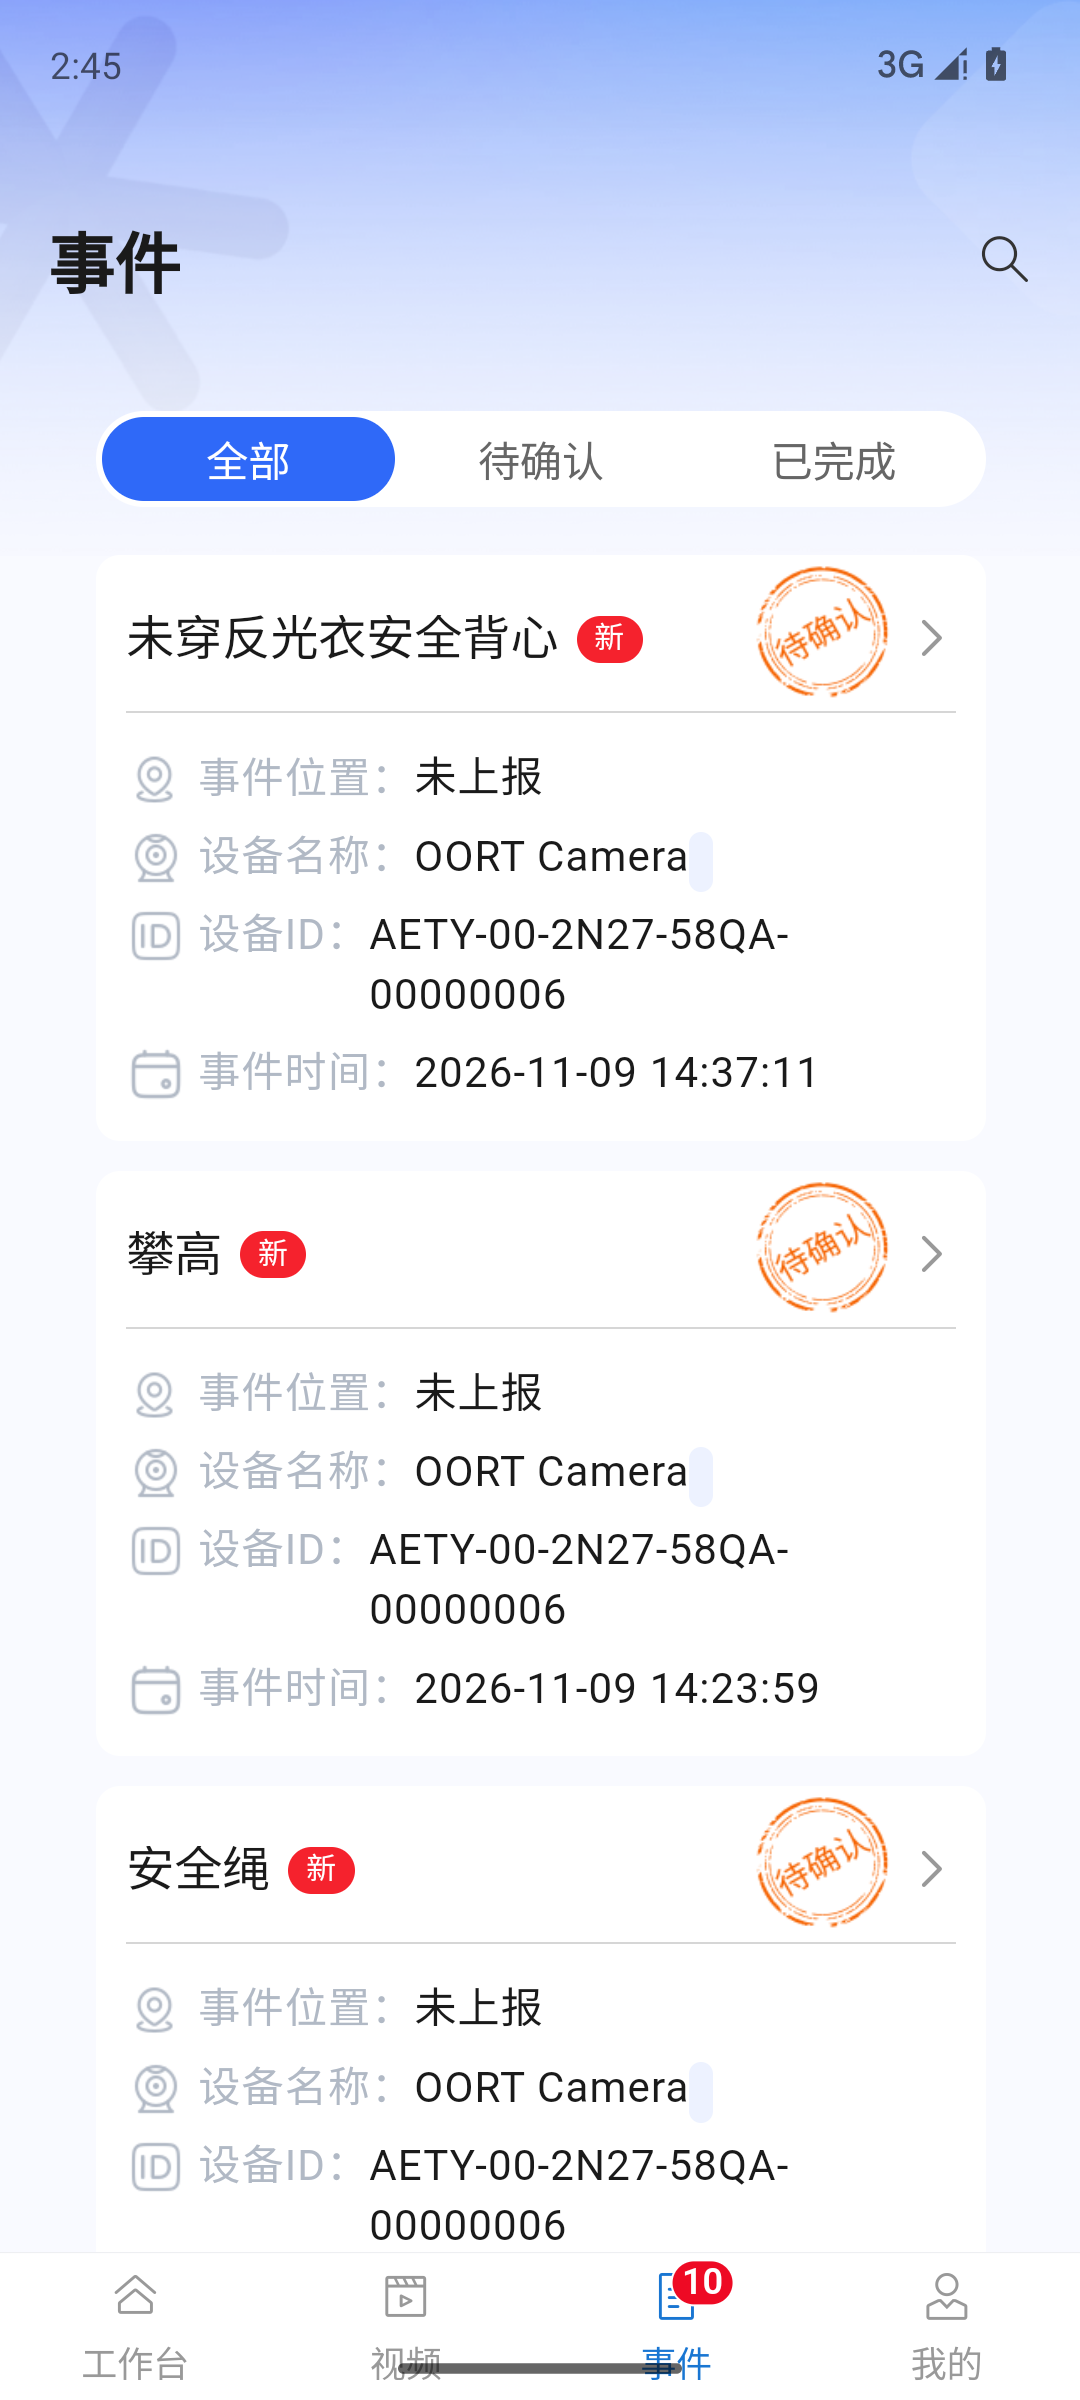 2:45
3G
事件
全部
待确认
已完成
未穿反光衣安全背心 新
待确认
事件位置：未上报
设备名称：OORT Camera
ID 设备ID：AETY-00-2N27-58QA-
00000006
事件时间：2026-11-09 14:37:11
攀高 新
待确认
事件位置：未上报
设备名称：OORT Camera
ID 设备ID：AETY-00-2N27-58QA-
00000006
事件时间：2026-11-09 14:23:59
安全绳 新
待确认
事件位置：未上报
设备名称：OORT Camera
ID 设备ID：AETY-00-2N27-58QA-
00000006
10
工作台
视频
事件
我的